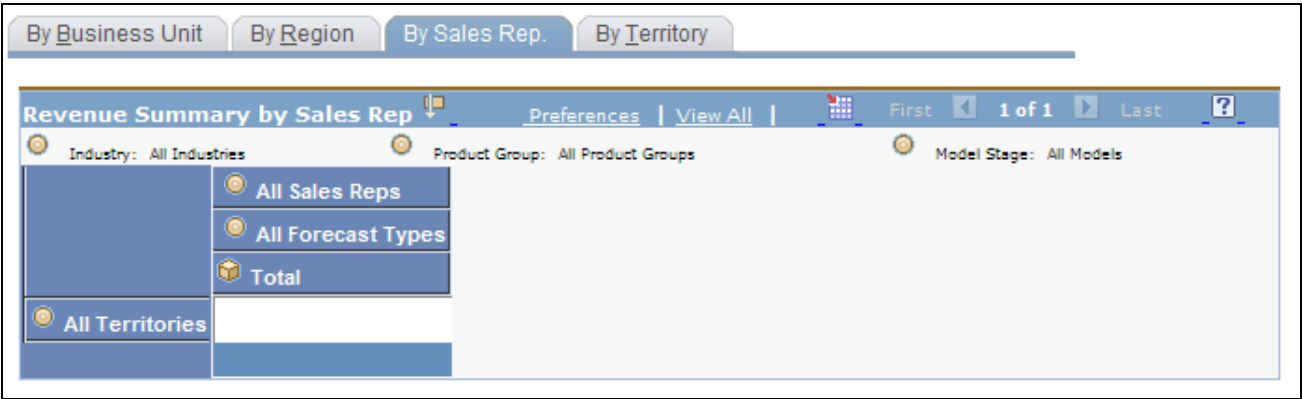 By Business Unit By Region By Sales Rep. By Territory
Revenue Summary by Sales Rep Preferences | View All | First 1 of 1 Last ?
Industry: All Industries Product Group: All Product Groups Model Stage: All Models
All Sales Reps
All Forecast Types
Total
All Territories